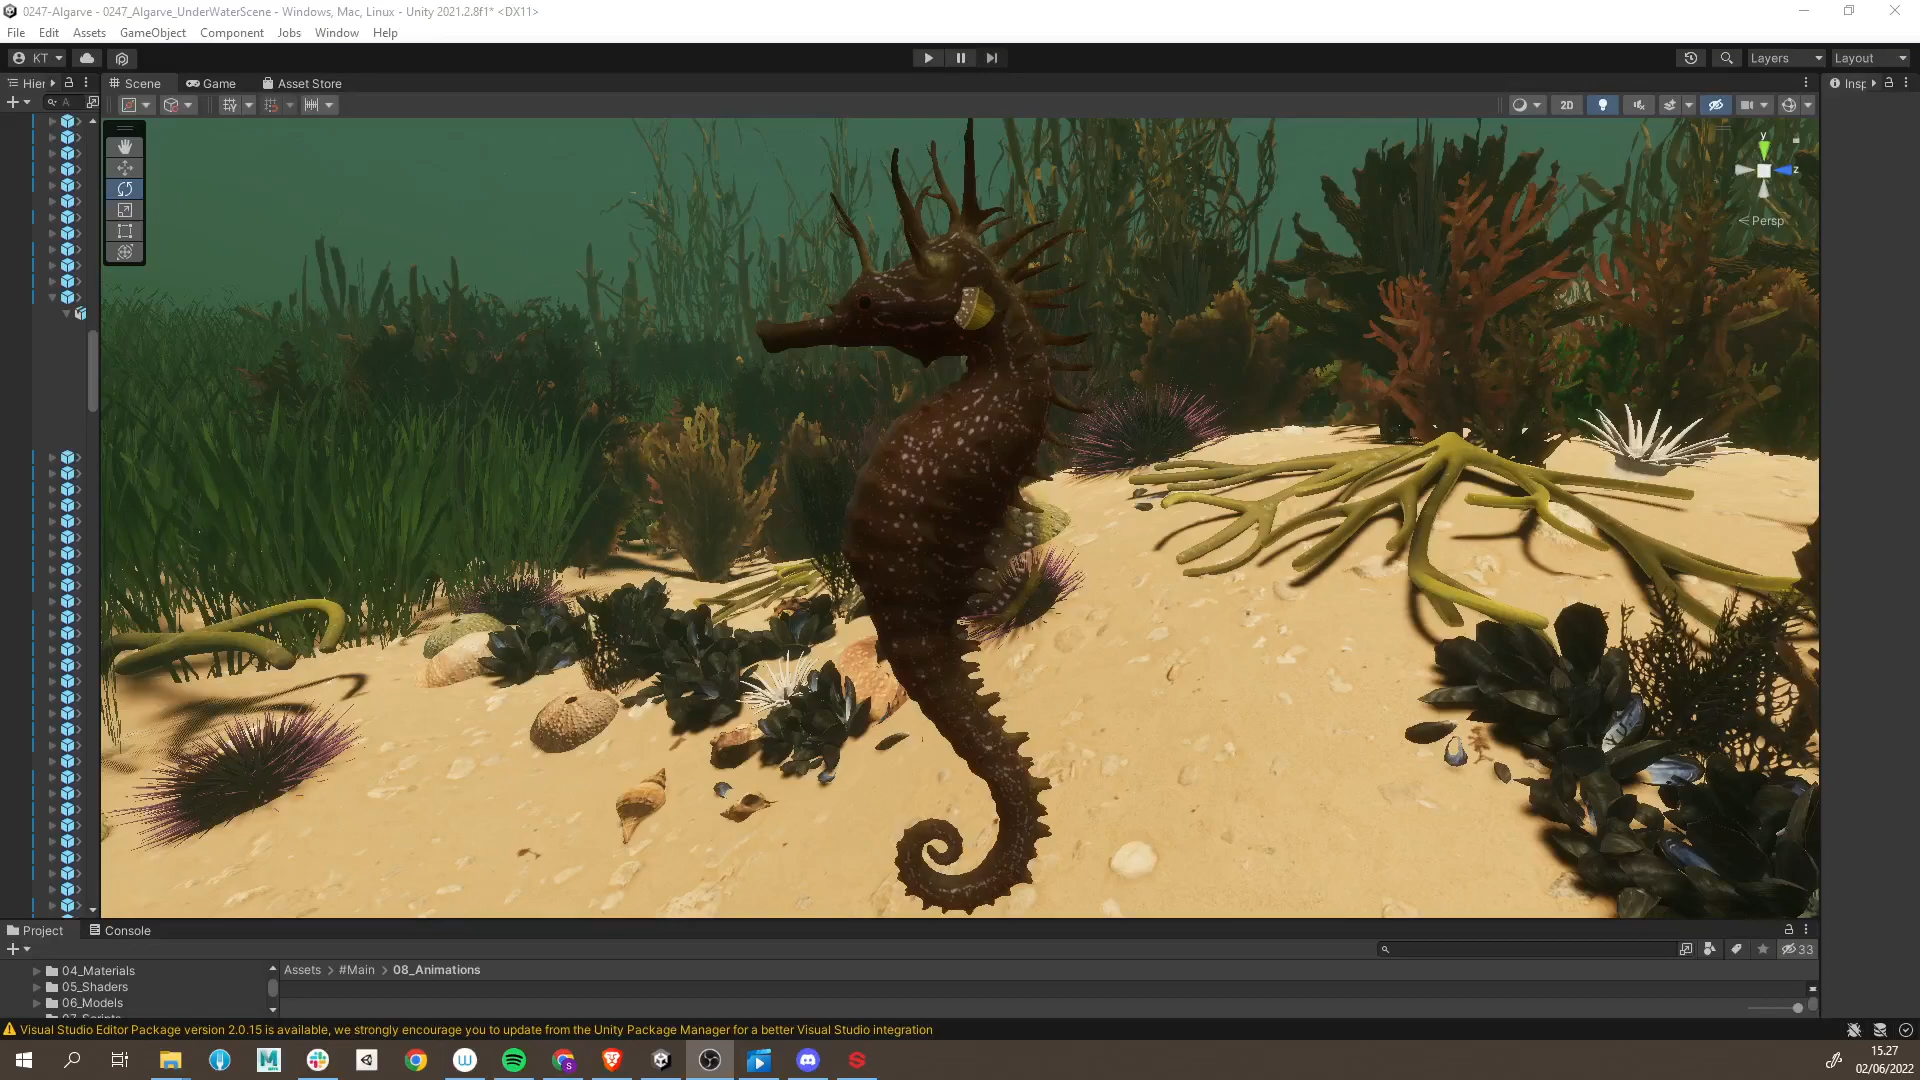 0247-Algarve - 0247_Algarve_UnderWaterScene - Windows, Mac, Linux - Unity 2021.2.8f1* <DX11>
File Edit Assets GameObject Component Jobs Window Help
KT Layers Layout
Hier Scene Game Asset Store Insp
A 2D
y
z
Persp
Project Console
33
04_Materials Assets #Main 08_Animations
05_Shaders
06_Models
Visual Studio Editor Package version 2.0.15 is available, we strongly encourage you to update from the Unity Package Manager for a better Visual Studio integration
15.27
02/06/2022